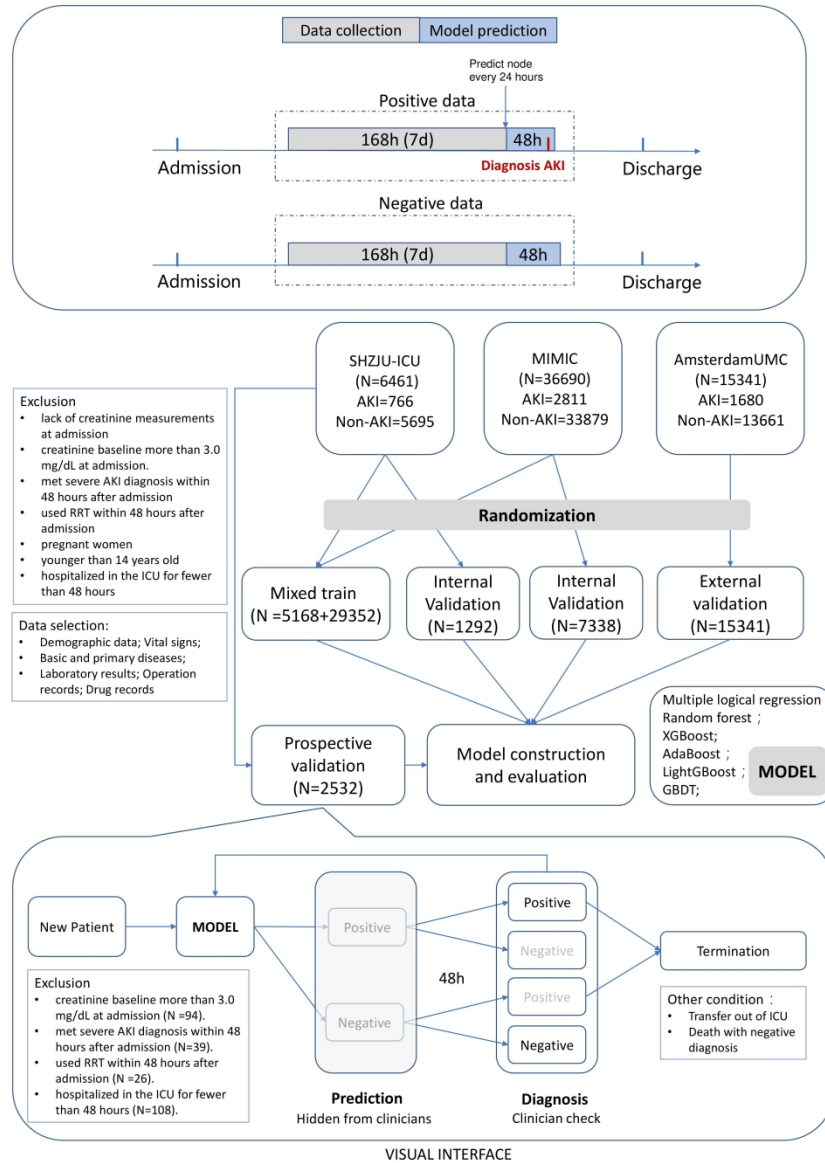 Data collection
Model prediction
Predict node
every 24 hours
Positive data
168h (7d)
48h
Diagnosis AKI
Admission
Discharge
Negative data
168h (7d)
48h
Admission
Discharge
SHZJU-ICU
(N=6461)
AKI=766
Non-AKI=5695
MIMIC
(N=36690)
AKI=2811
Non-AKI=33879
AmsterdamUMC
(N=15341)
AKI=1680
Non-AKI=13661
Exclusion
• lack of creatinine measurements
at admission
• creatinine baseline more than 3.0
mg/dL at admission.
• met severe AKI diagnosis within
48 hours after admission
• used RRT within 48 hours after
admission
• pregnant women
• younger than 14 years old
• hospitalized in the ICU for fewer
than 48 hours
Randomization
Mixed train
(N =5168+29352)
Internal
Validation
(N=1292)
Internal
Validation
(N=7338)
External
validation
(N=15341)
Data selection:
• Demographic data; Vital signs;
• Basic and primary diseases;
• Laboratory results; Operation
records; Drug records
Prospective
validation
(N=2532)
Model construction
and evaluation
Multiple logical regression
Random forest ;
XGBoost;
AdaBoost ;
LightGBoost ;
GBDT;
MODEL
New Patient
MODEL
Positive
Negative
48h
Positive
Negative
Positive
Negative
Termination
Exclusion
• creatinine baseline more than 3.0
mg/dL at admission (N =94).
• met severe AKI diagnosis within 48
hours after admission (N=39).
• used RRT within 48 hours after
admission (N =26).
• hospitalized in the ICU for fewer
than 48 hours (N=108).
Other condition :
• Transfer out of ICU
• Death with negative
diagnosis
Prediction
Hidden from clinicians
Diagnosis
Clinician check
VISUAL INTERFACE